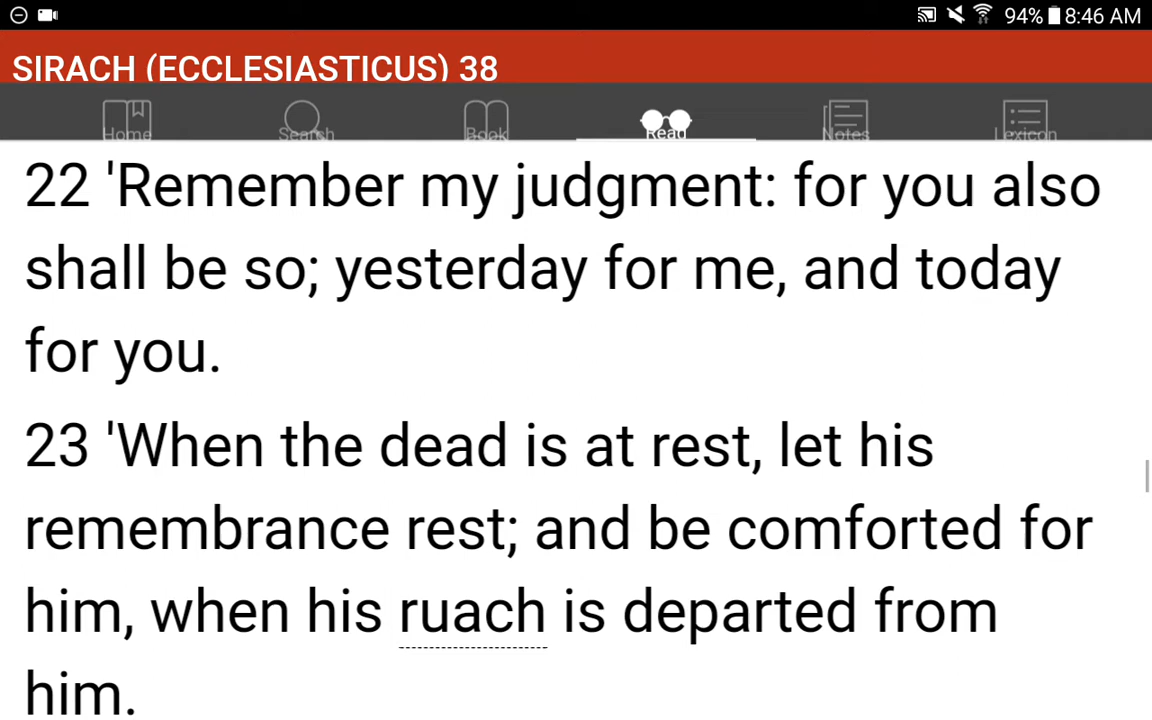 94% 8:46 AM
SIRACH (ECCLESIASTICUS) 38
Home Search Book Read Notes Lexicon
22 'Remember my judgment: for you also
shall be so; yesterday for me, and today
for you.
23 'When the dead is at rest, let his
remembrance rest; and be comforted for
him, when his ruach is departed from
him.